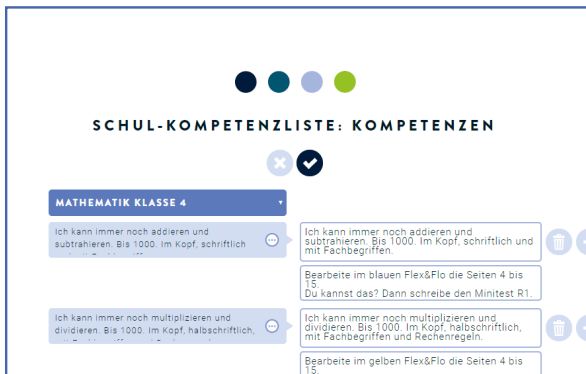 SCHUL-KOMPETENZLISTE: KOMPETENZEN
MATHEMATIK KLASSE 4
Ich kann immer noch addieren und
subtrahieren. Bis 1000. Im Kopf, schriftlich
Ich kann immer noch addieren und
subtrahieren. Bis 1000. Im Kopf, schriftlich und
mit Fachbegriffen.
Bearbeite im blauen Flex&Flo die Seiten 4 bis
15.
Du kannst das? Dann schreibe den Minitest R1.
Ich kann immer noch multiplizieren und
dividieren. Bis 1000. Im Kopf, halbschriftlich,
Ich kann immer noch multiplizieren und
dividieren. Bis 1000. Im Kopf, halbschriftlich,
mit Fachbegriffen und Rechenregeln.
Bearbeite im gelben Flex&Flo die Seiten 4 bis
15.